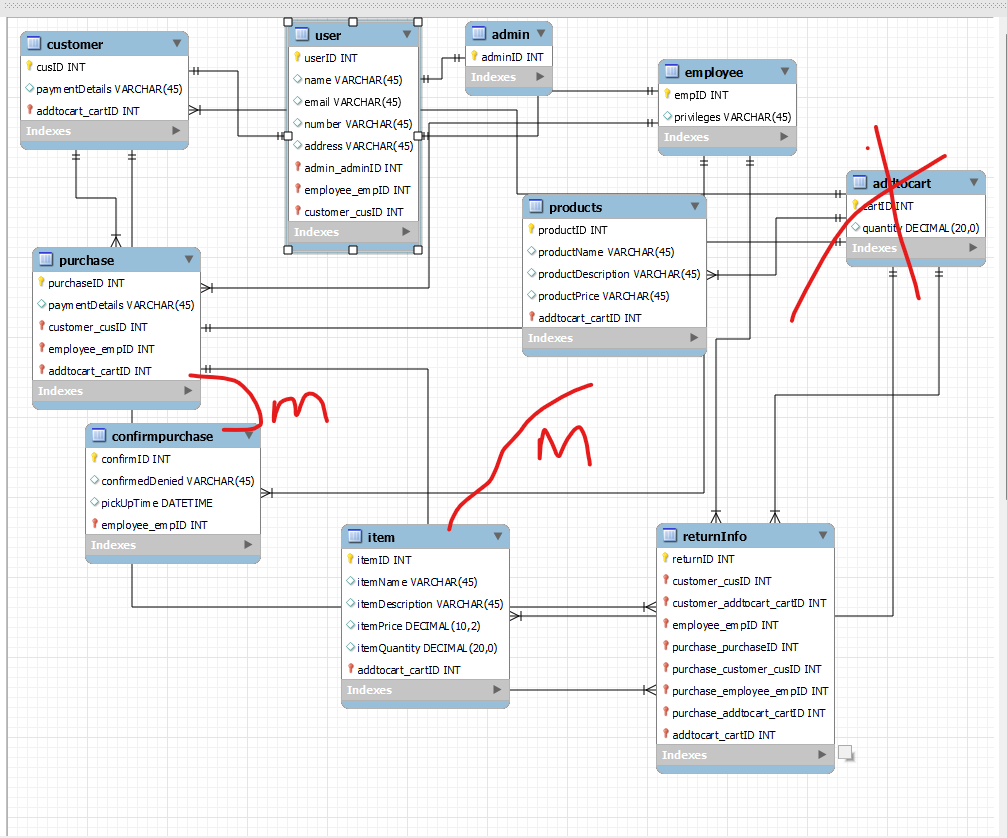 customer
cusID INT
paymentDetails VARCHAR(45)
addtocart_cartID INT
Indexes
user
userID INT
name VARCHAR(45)
email VARCHAR(45)
number VARCHAR(45)
address VARCHAR(45)
admin_adminID INT
employee_empID INT
customer_cusID INT
Indexes
admin
adminID INT
Indexes
employee
empID INT
privileges VARCHAR(45)
Indexes
addtocart
cartID INT
quantity DECIMAL(20,0)
Indexes
products
productID INT
productName VARCHAR(45)
productDescription VARCHAR(45)
productPrice VARCHAR(45)
addtocart_cartID INT
Indexes
purchase
purchaseID INT
paymentDetails VARCHAR(45)
customer_cusID INT
employee_empID INT
addtocart_cartID INT
Indexes
m
m
confirmpurchase
confirmID INT
confirmedDenied VARCHAR(45)
pickUpTime DATETIME
employee_empID INT
Indexes
item
itemID INT
itemName VARCHAR(45)
itemDescription VARCHAR(45)
itemPrice DECIMAL(10,2)
itemQuantity DECIMAL(20,0)
addtocart_cartID INT
Indexes
returnInfo
returnID INT
customer_cusID INT
customer_addtocart_cartID INT
employee_empID INT
purchase_purchaseID INT
purchase_customer_cusID INT
purchase_employee_empID INT
purchase_addtocart_cartID INT
addtocart_cartID INT
Indexes